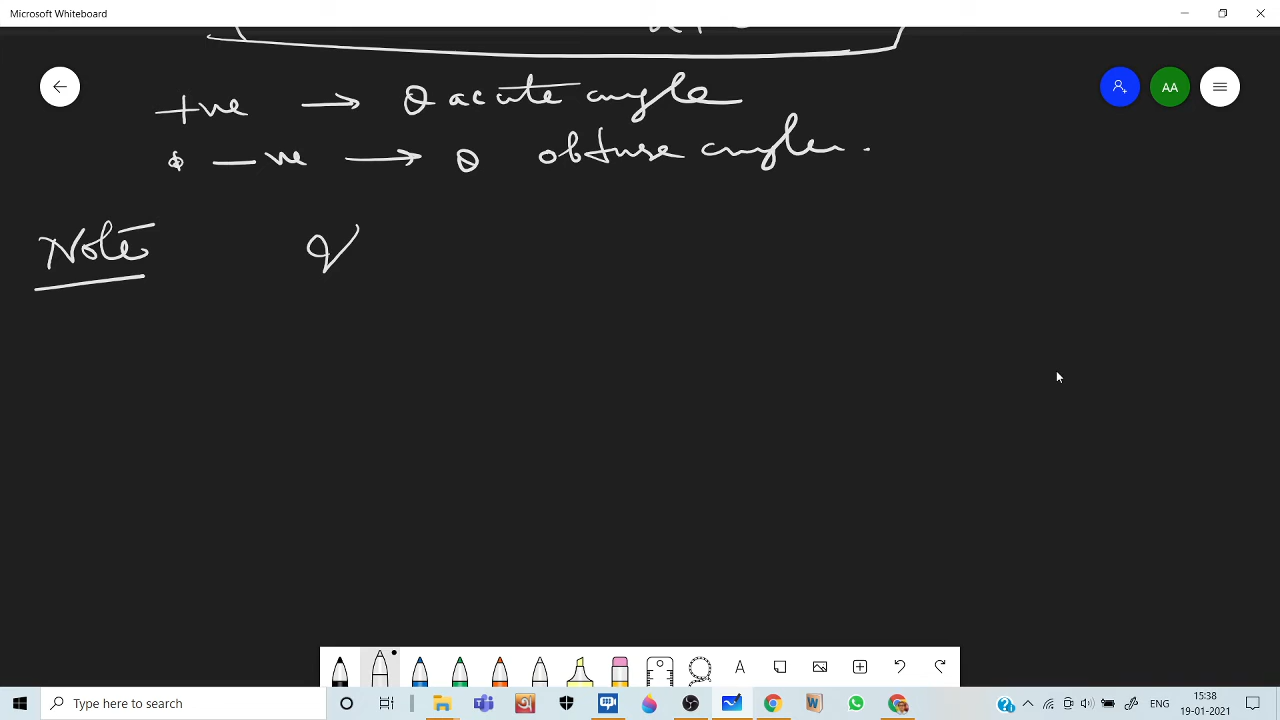 Microsoft Whiteboard
+ve → θ acute angle
−ve → θ obtuse angle.
AA
Note
A
Type here to search
ENG
15:38
19-01-2021